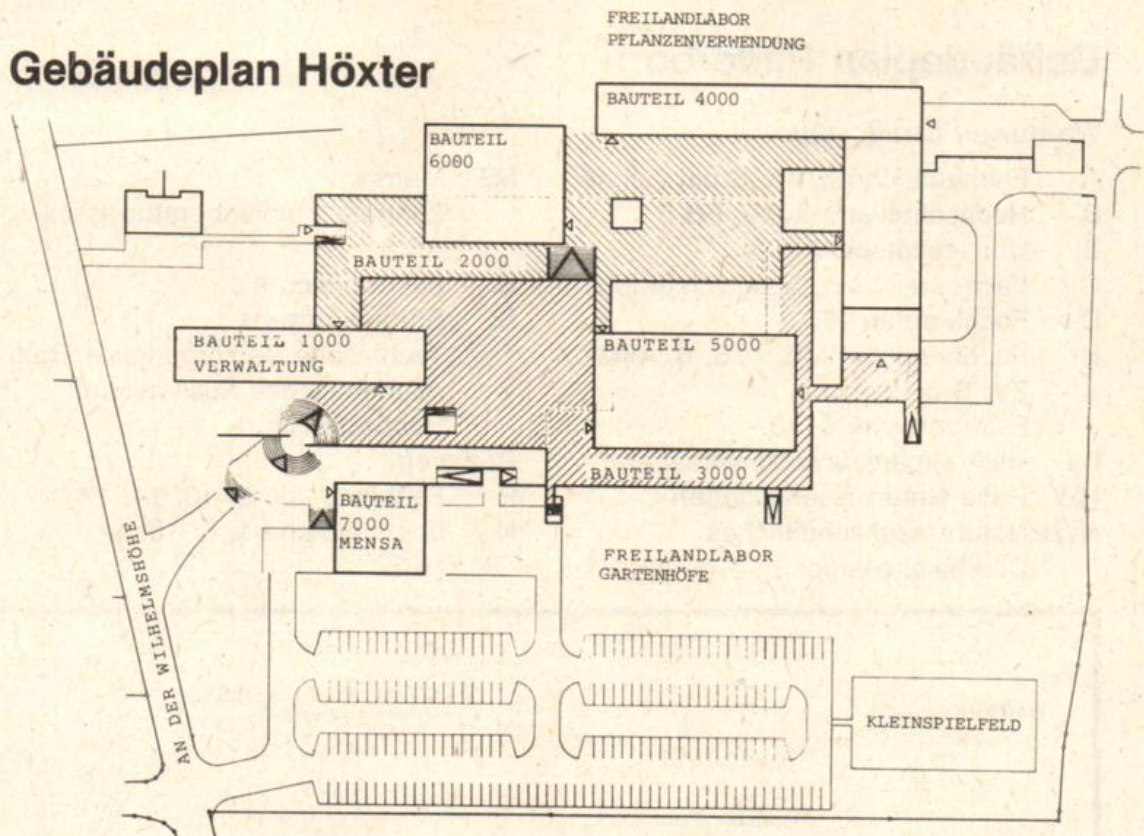 Gebäudeplan Höxter
FREILANDLABOR
PFLANZENVERWENDUNG
BAUTEIL 4000
BAUTEIL
6000
BAUTEIL 2000
BAUTEIL 1000
VERWALTUNG
BAUTEIL 5000
BAUTEIL 3000
BAUTEIL
7000
MENSA
FREILANDLABOR
GARTENHÖFE
AN DER WILHELMSHÖHE
KLEINSPIELFELD